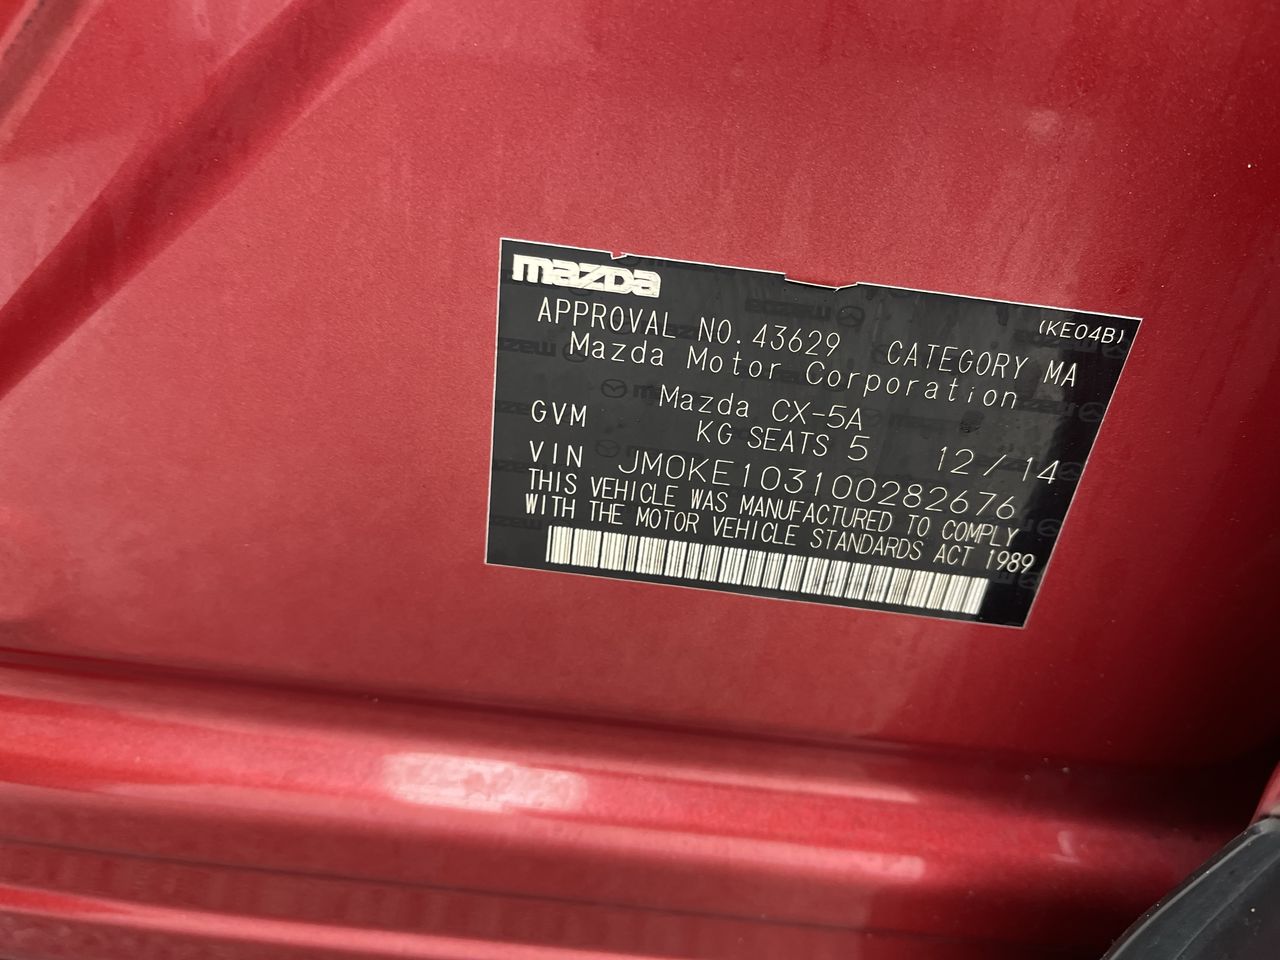 mazda
(KE04B)
APPROVAL NO. 43629 CATEGORY MA
Mazda Motor Corporation
Mazda CX-5A
GVM KG SEATS 5 12/14
VIN JM0KE103100282676
THIS VEHICLE WAS MANUFACTURED TO COMPLY
WITH THE MOTOR VEHICLE STANDARDS ACT 1989